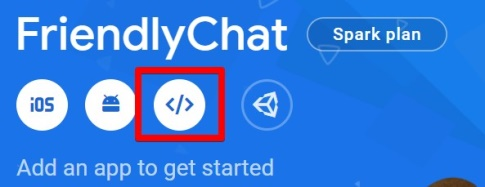 FriendlyChat Spark plan
iOS </>
Add an app to get started